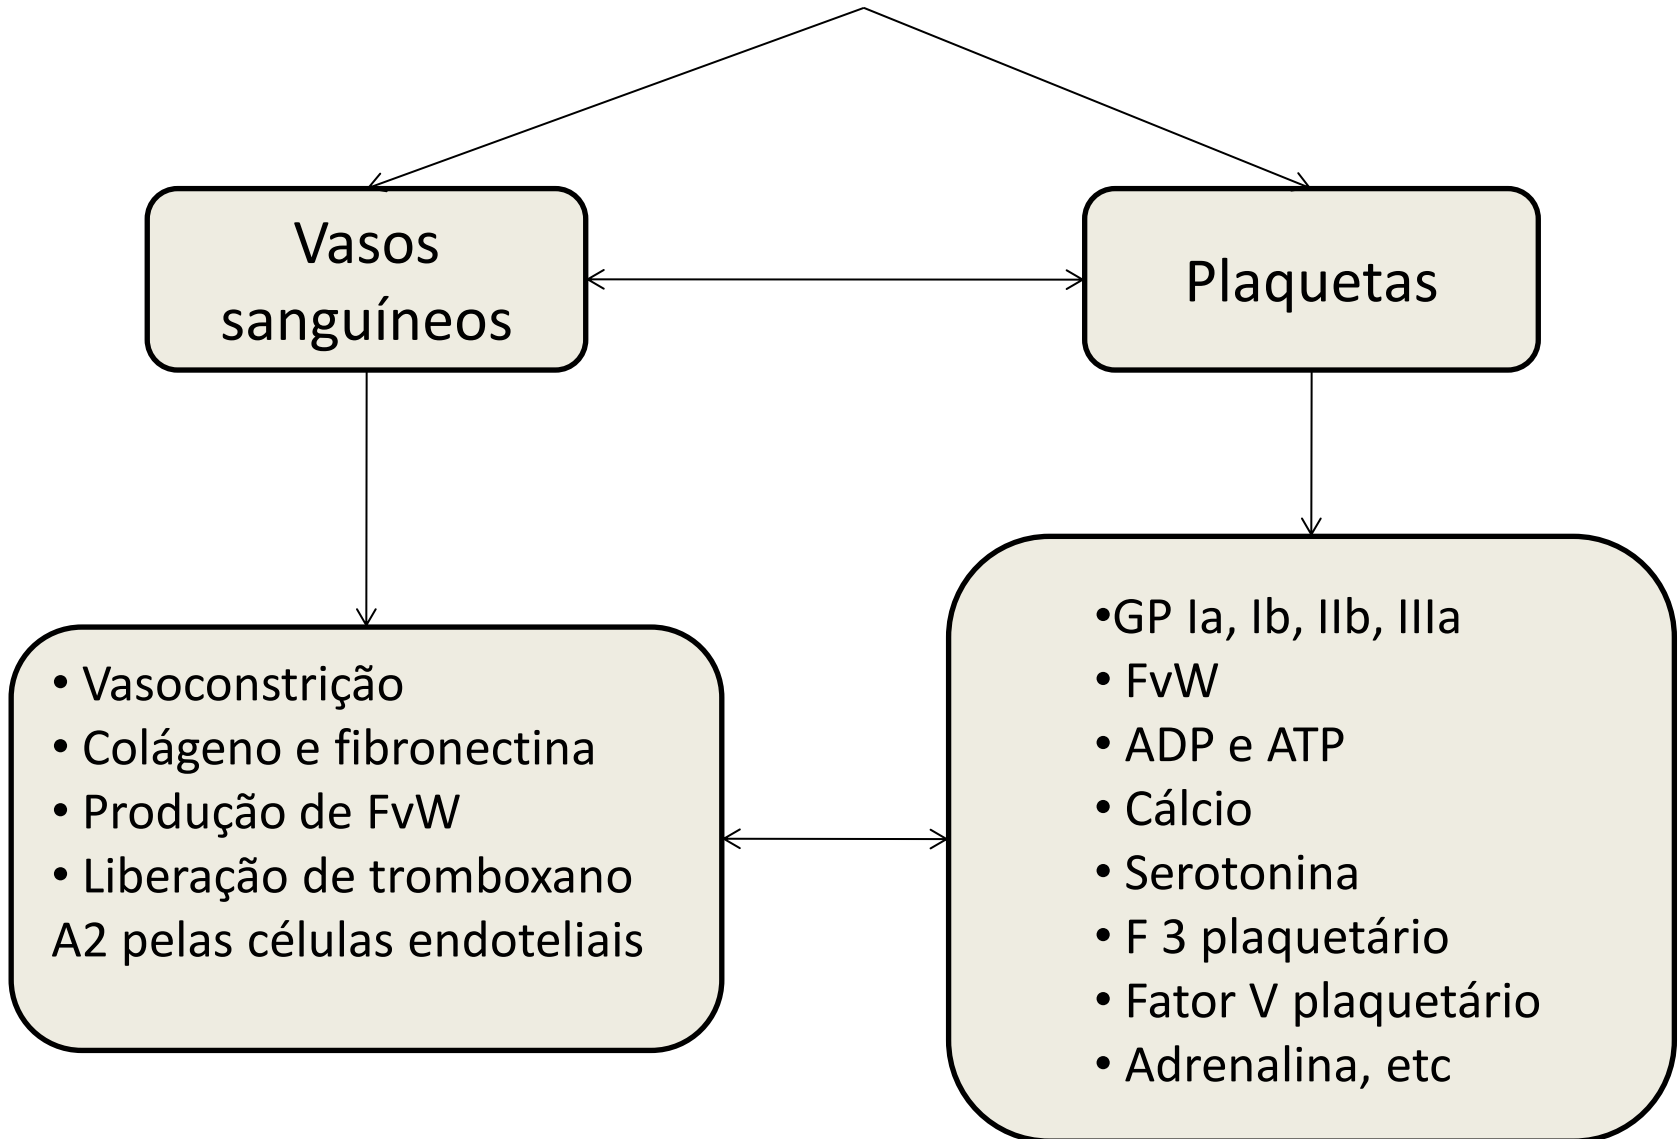 Vasos
sanguíneos
Plaquetas
• Vasoconstrição
• Colágeno e fibronectina
• Produção de FvW
• Liberação de tromboxano
A2 pelas células endoteliais
•GP Ia, Ib, IIb, IIIa
• FvW
• ADP e ATP
• Cálcio
• Serotonina
• F 3 plaquetário
• Fator V plaquetário
• Adrenalina, etc